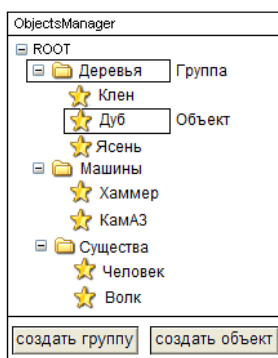 ObjectsManager
ROOT
Деревья Группа
Клен
Дуб Объект
Ясень
Машины
Хаммер
КамАЗ
Существа
Человек
Волк
создать группу создать объект